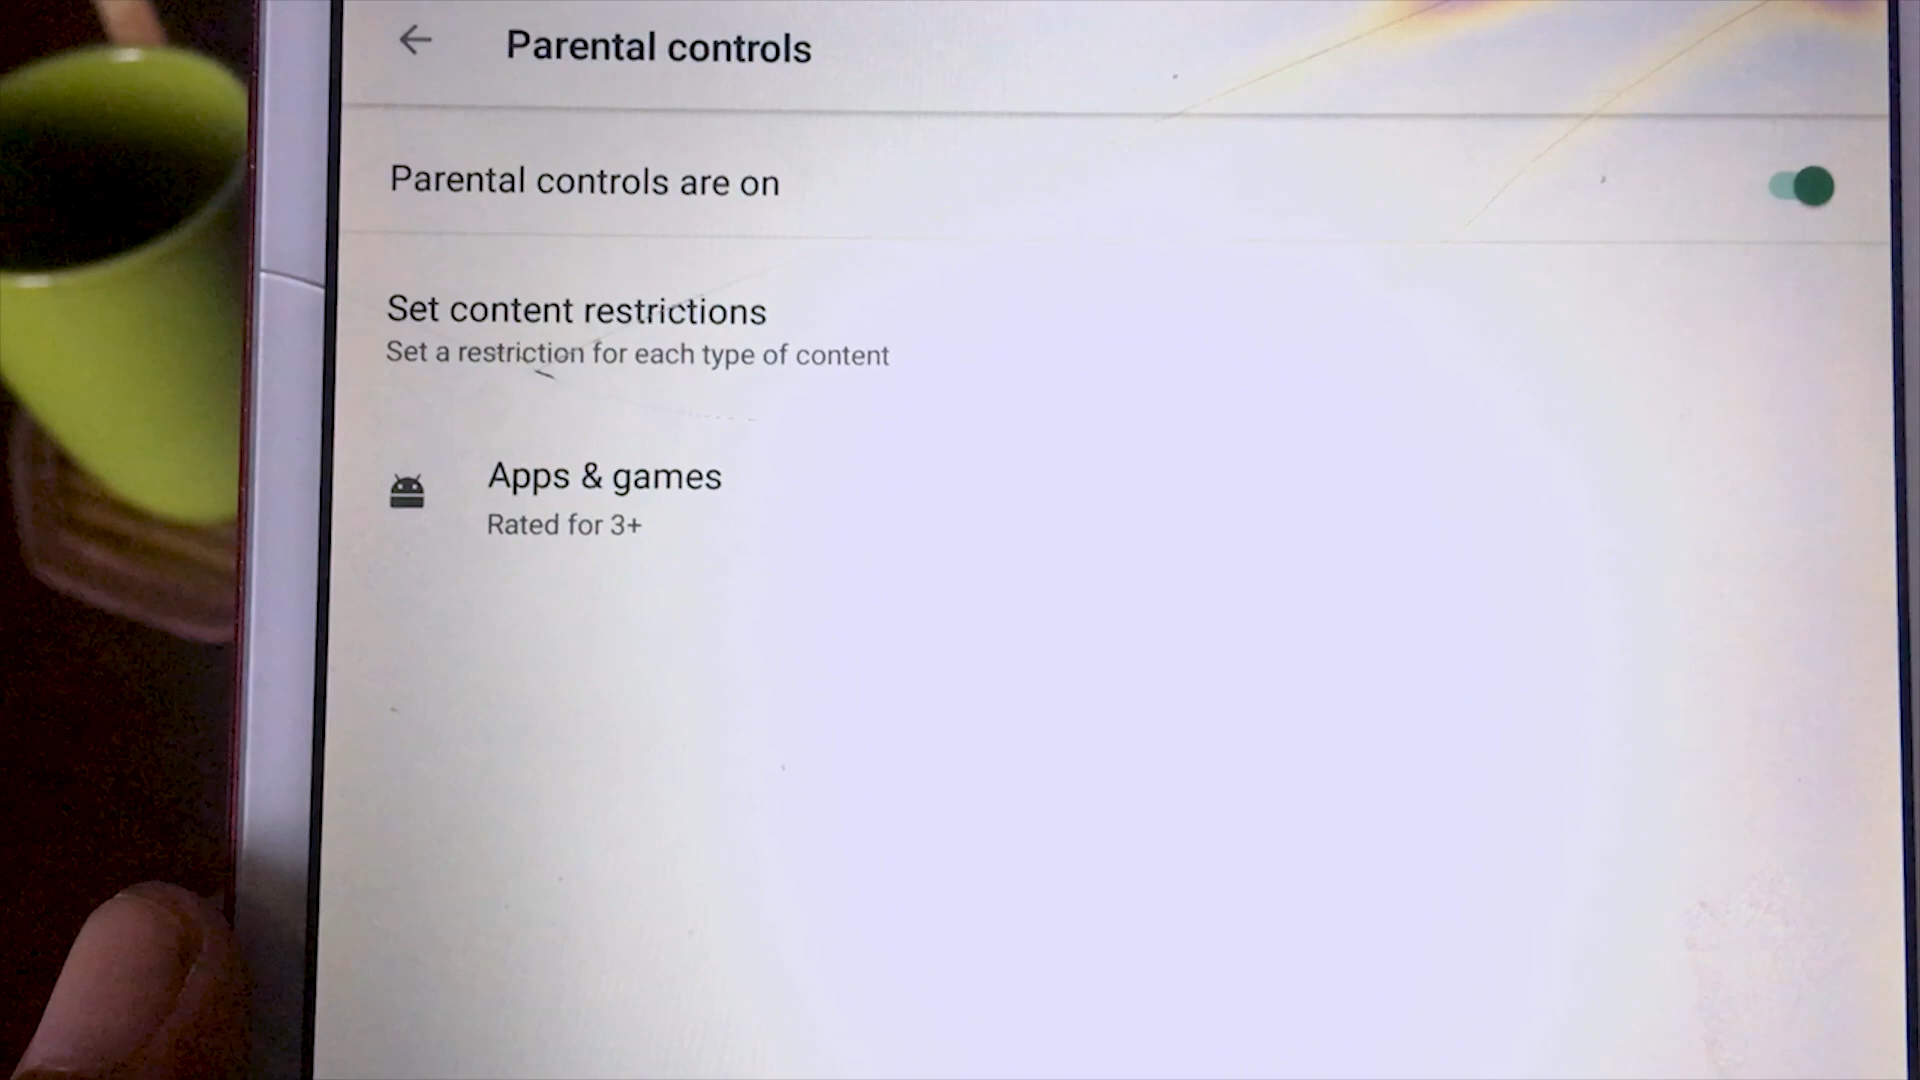 Parental controls
Parental controls are on
Set content restrictions
Set a restriction for each type of content
Apps & games
Rated for 3+